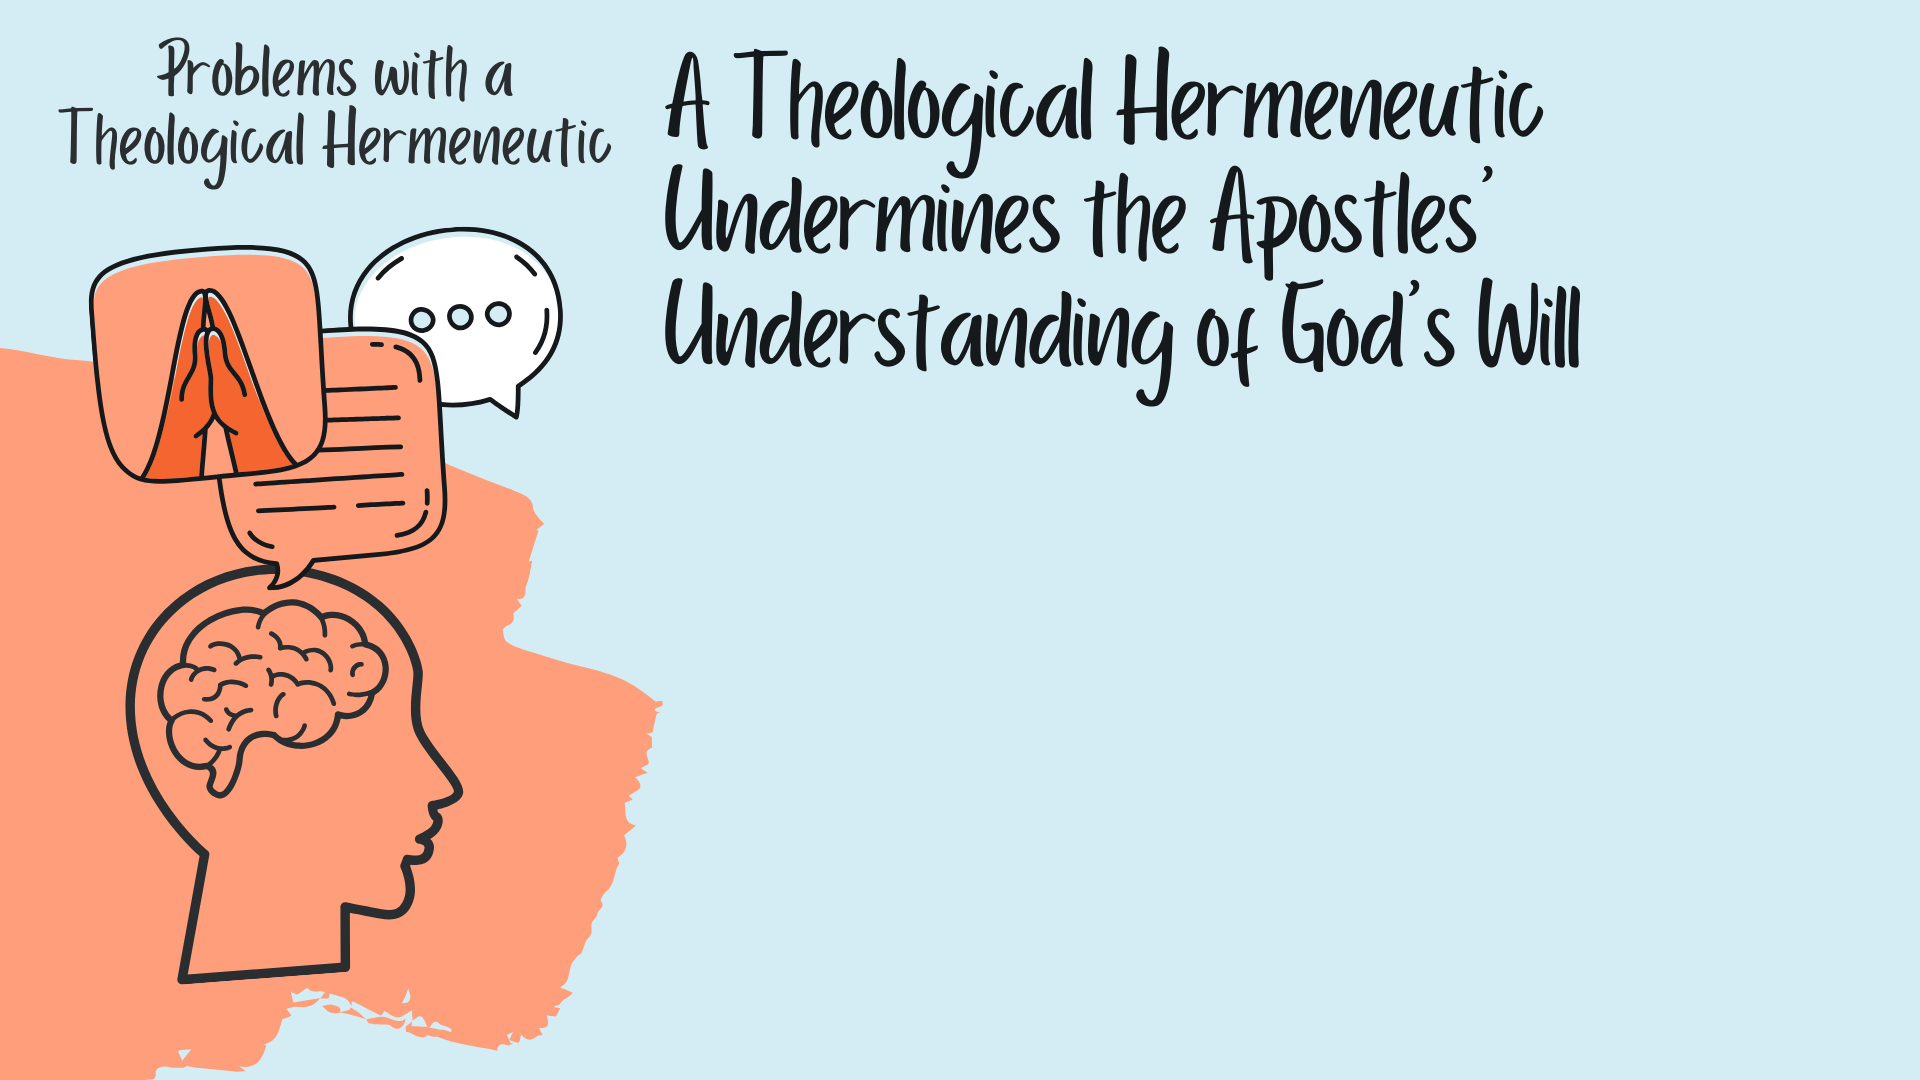 Problems with a
Theological Hermeneutic
A Theological Hermeneutic
Undermines the Apostles'
Understanding of God's Will